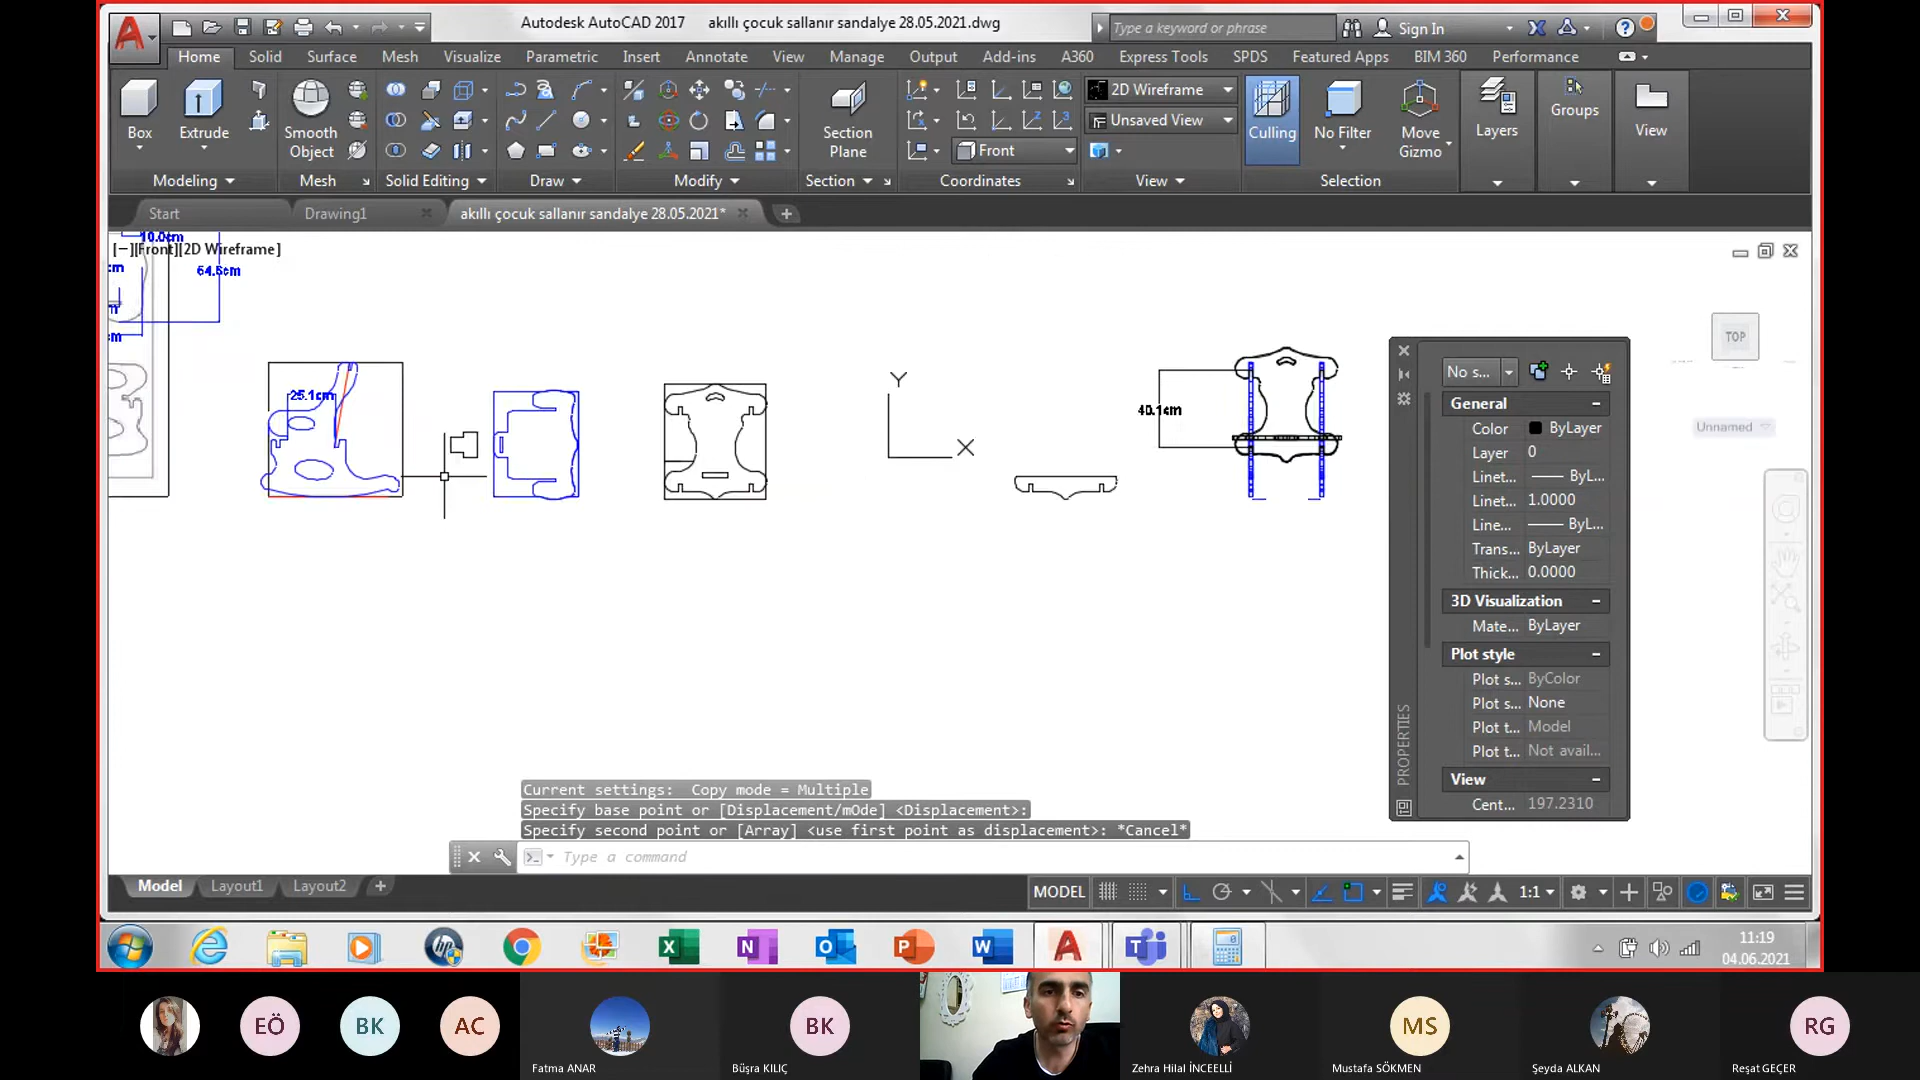 Autodesk AutoCAD 2017 akıllı çocuk sallanır sandalye 28.05.2021.dwg
Type a keyword or phrase
Sign In
Home Solid Surface Mesh Visualize Parametric Insert Annotate View Manage Output Add-ins A360 Express Tools SPDS Featured Apps BIM 360 Performance
2D Wireframe
Unsaved View
Front
Box
Extrude
Smooth
Object
Section
Plane
Culling
No Filter
Move
Gizmo
Layers
Groups
View
Modeling
Mesh
Solid Editing
Draw
Modify
Section
Coordinates
View
Selection
Start
Drawing1
akıllı çocuk sallanır sandalye 28.05.2021*
10.0cm
[−][Front][2D Wireframe]
cm
64.8cm
m
cm
25.1cm
Y
X
40.1cm
TOP
Unnamed
PROPERTIES
No s...
General
Color ByLayer
Layer 0
Linet... ByL...
Linet... 1.0000
Line... ByL...
Trans... ByLayer
Thick... 0.0000
3D Visualization
Mate... ByLayer
Plot style
Plot s... ByColor
Plot s... None
Plot t... Model
Plot t... Not avail...
View
Cent... 197.2310
Current settings: Copy mode = Multiple
Specify base point or [Displacement/mOde] <Displacement>:
Specify second point or [Array] <use first point as displacement>: *Cancel*
Type a command
Model Layout1 Layout2
MODEL
1:1
11:19
04.06.2021
EÖ
BK
AC
BK
MS
RG
Fatma ANAR
Büşra KILIÇ
Zehra Hilal İNCEELLİ
Mustafa SÖKMEN
Şeyda ALKAN
Reşat GEÇER